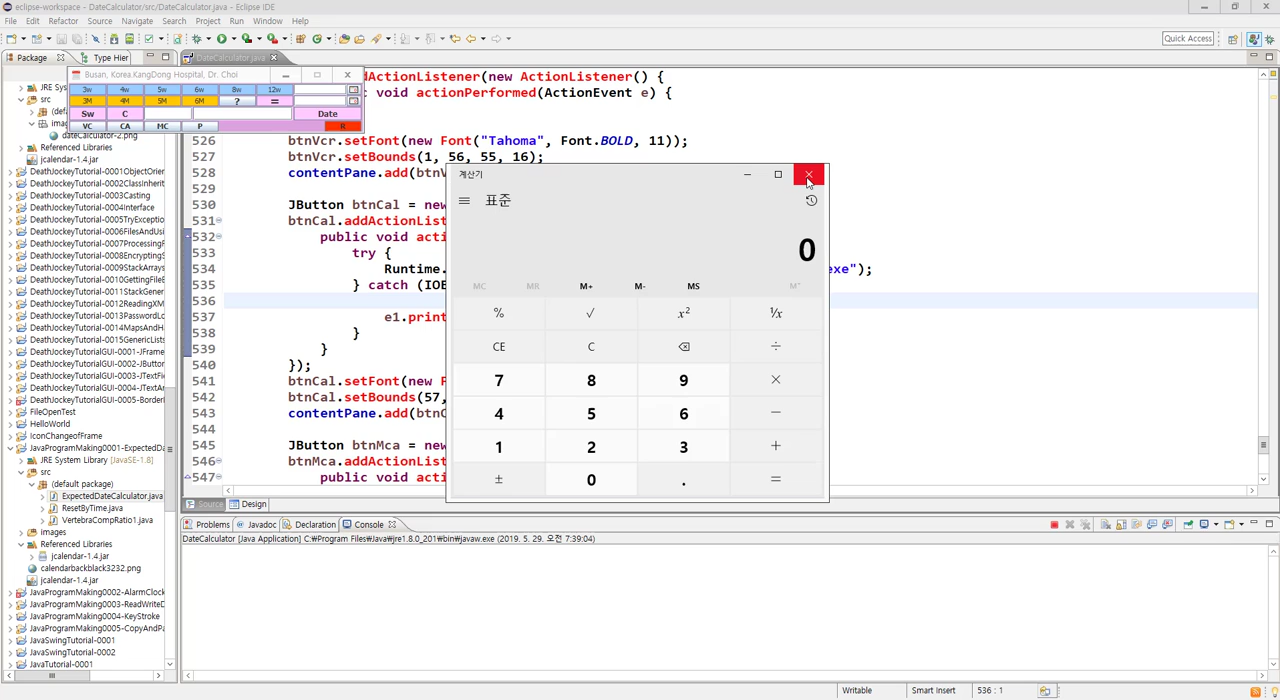 eclipse-workspace - DateCalculator/src/DateCalculator.java - Eclipse IDE
File Edit Refactor Source Navigate Search Project Run Window Help
Quick Access
Package
Type Hier
DateCalculator.java
Busan, Korea.KangDong Hospital, Dr. Choi
3w 4w 5w 6w 8w 12w
3M 4M 5M 6M ? =
Sw C Date
VC CA MC P R
JRE Sy
src
(defa
imag
dateCalculator-2.png
Referenced Libraries
jcalendar-1.4.jar
DeathJockeyTutorial-0001ObjectOrien
DeathJockeyTutorial-0002ClassInherit
DeathJockeyTutorial-0003Casting
DeathJockeyTutorial-0004Interface
DeathJockeyTutorial-0005TryExceptio
DeathJockeyTutorial-0006FilesAndUsi
DeathJockeyTutorial-0007Processing
DeathJockeyTutorial-0008Encrypting
DeathJockeyTutorial-0009StackArrays
DeathJockeyTutorial-0010GettingFileE
DeathJockeyTutorial-0011StackGener
DeathJockeyTutorial-0012ReadingXM
DeathJockeyTutorial-0013PasswordLo
DeathJockeyTutorial-0014MapsAndH
DeathJockeyTutorial-0015GenericList
DeathJockeyTutorialGUI-0001-JFrame
DeathJockeyTutorialGUI-0002-JButton
DeathJockeyTutorialGUI-0003-JTextFi
DeathJockeyTutorialGUI-0004-JTextAr
DeathJockeyTutorialGUI-0005-Border
FileOpenTest
HelloWorld
IconChangeofFrame
JavaProgramMaking0001-ExpectedDa
JRE System Library [JavaSE-1.8]
src
(default package)
ExpectedDateCalculator.java
ResetByTime.java
VertebraCompRatio1.java
images
Referenced Libraries
jcalendar-1.4.jar
calendarbackblack3232.png
jcalendar-1.4.jar
JavaProgramMaking0002-AlarmClock
JavaProgramMaking0003-ReadWriteD
JavaProgramMaking0004-KeyStroke
JavaProgramMaking0005-CopyAndPa
JavaSwingTutorial-0001
JavaSwingTutorial-0002
JavaTutorial-0001
dActionListener(new ActionListener() {
void actionPerformed(ActionEvent e) {
526 btnVcr.setFont(new Font("Tahoma", Font.BOLD, 11));
527 btnVcr.setBounds(1, 56, 55, 16);
528 contentPane.add(btnV
529
530 JButton btnCal = new
531 btnCal.addActionList
532 public void acti
533 try {
534 Runtime. exe");
535 } catch (IOE
536
537 e1.print
538 }
539 }
540 });
541 btnCal.setFont(new F
542 btnCal.setBounds(57,
543 contentPane.add(btnC
544
545 JButton btnMca = new
546 btnMca.addActionList
547 public void acti
계산기
표준
0
MC MR M+ M- MS M˅
% √ x² ¹/x
CE C ⌫ ÷
7 8 9 ×
4 5 6 −
1 2 3 +
± 0 . =
Source Design
Problems Javadoc Declaration Console
DateCalculator [Java Application] C:\Program Files\Java\jre1.8.0_201\bin\javaw.exe (2019. 5. 29. 오전 7:39:04)
Writable Smart Insert 536 : 1